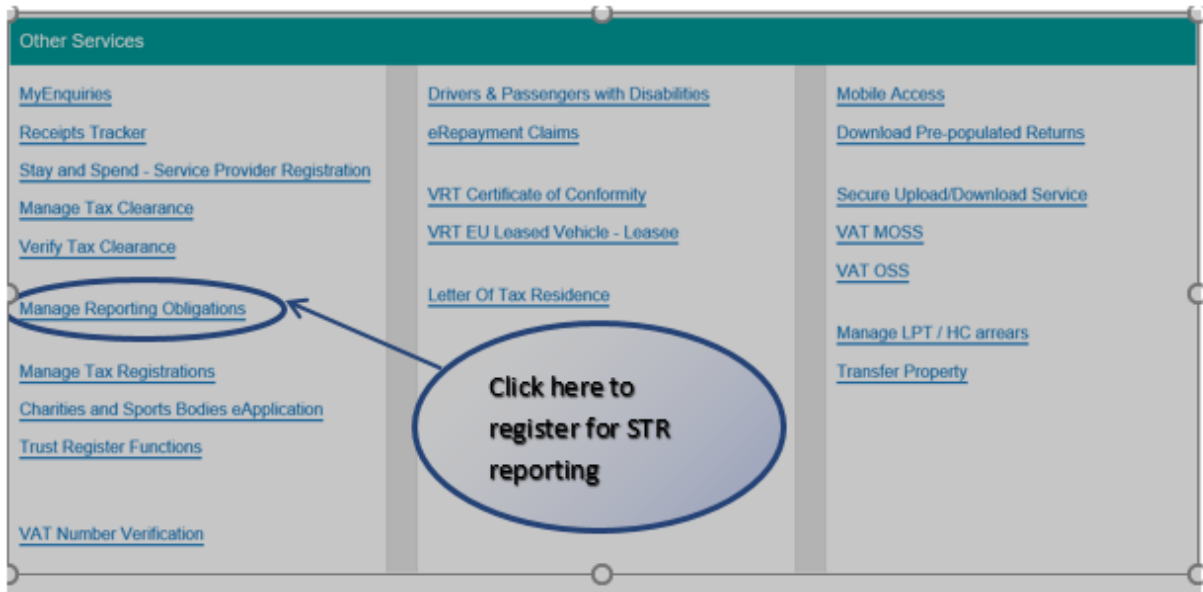 Other Services
MyEnquiries
Receipts Tracker
Stay and Spend - Service Provider Registration
Manage Tax Clearance
Verify Tax Clearance
Manage Reporting Obligations
Manage Tax Registrations
Charities and Sports Bodies eApplication
Trust Register Functions
VAT Number Verification
Drivers & Passengers with Disabilities
eRepayment Claims
VRT Certificate of Conformity
VRT EU Leased Vehicle - Leasee
Letter Of Tax Residence
Click here to
register for STR
reporting
Mobile Access
Download Pre-populated Returns
Secure Upload/Download Service
VAT MOSS
VAT OSS
Manage LPT / HC arrears
Transfer Property